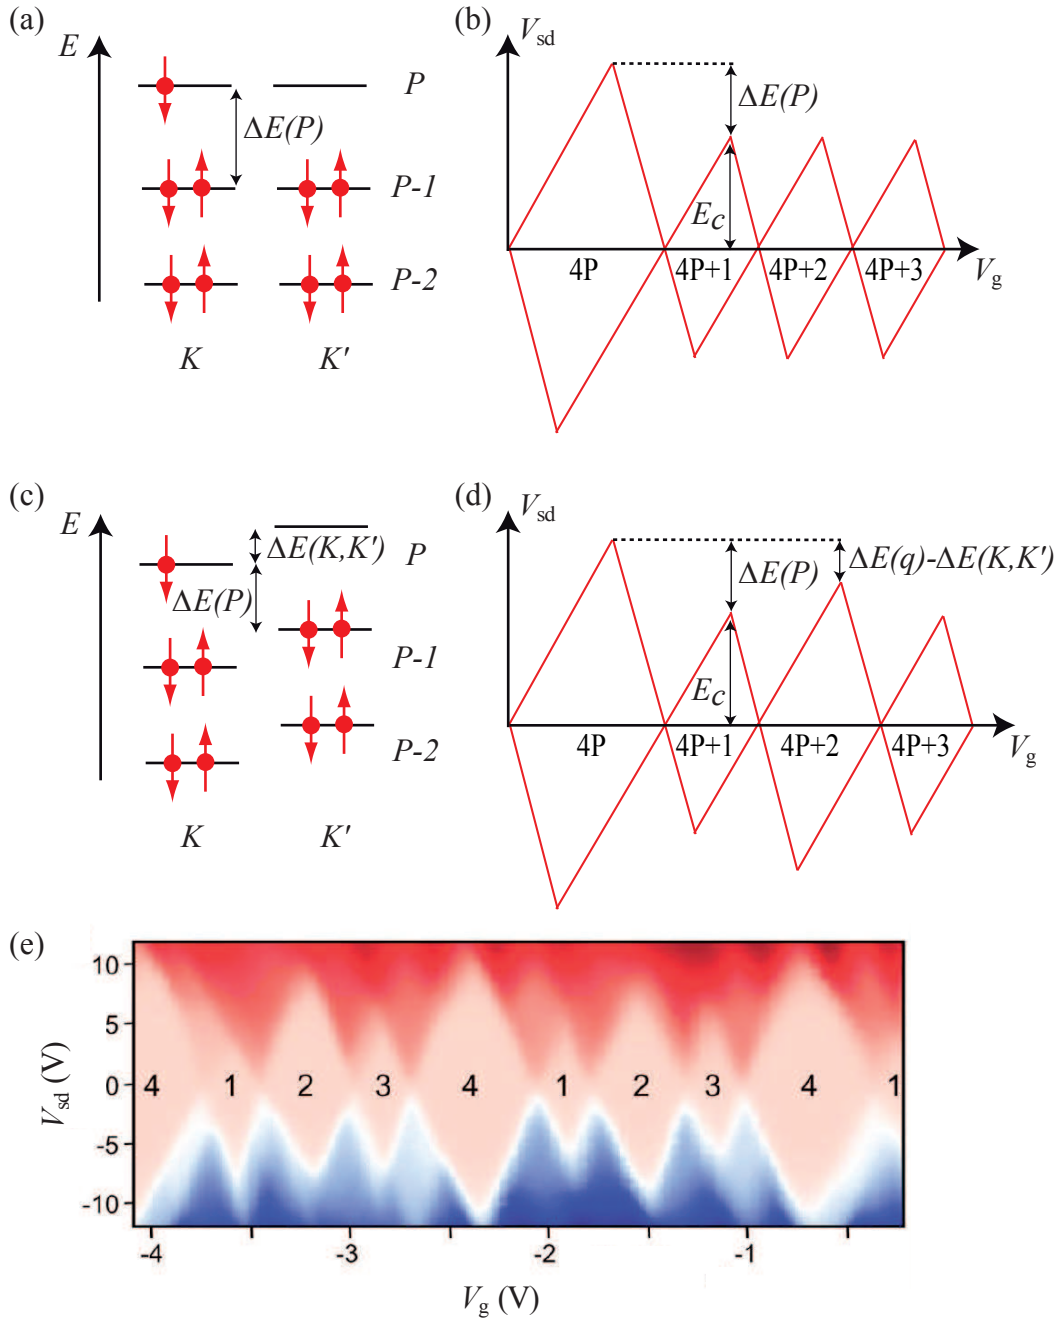 (a)
E
P
ΔE(P)
P-1
P-2
K
K'
(b)
V_sd
ΔE(P)
E_C
4P
4P+1
4P+2
4P+3
V_g
(c)
E
ΔE(K,K')
P
ΔE(P)
P-1
P-2
K
K'
(d)
V_sd
ΔE(P)
ΔE(q)-ΔE(K,K')
E_C
4P
4P+1
4P+2
4P+3
V_g
(e)
V_sd (V)
10
5
0
-5
-10
4 1 2 3 4 1 2 3 4 1
-4 -3 -2 -1
V_g (V)